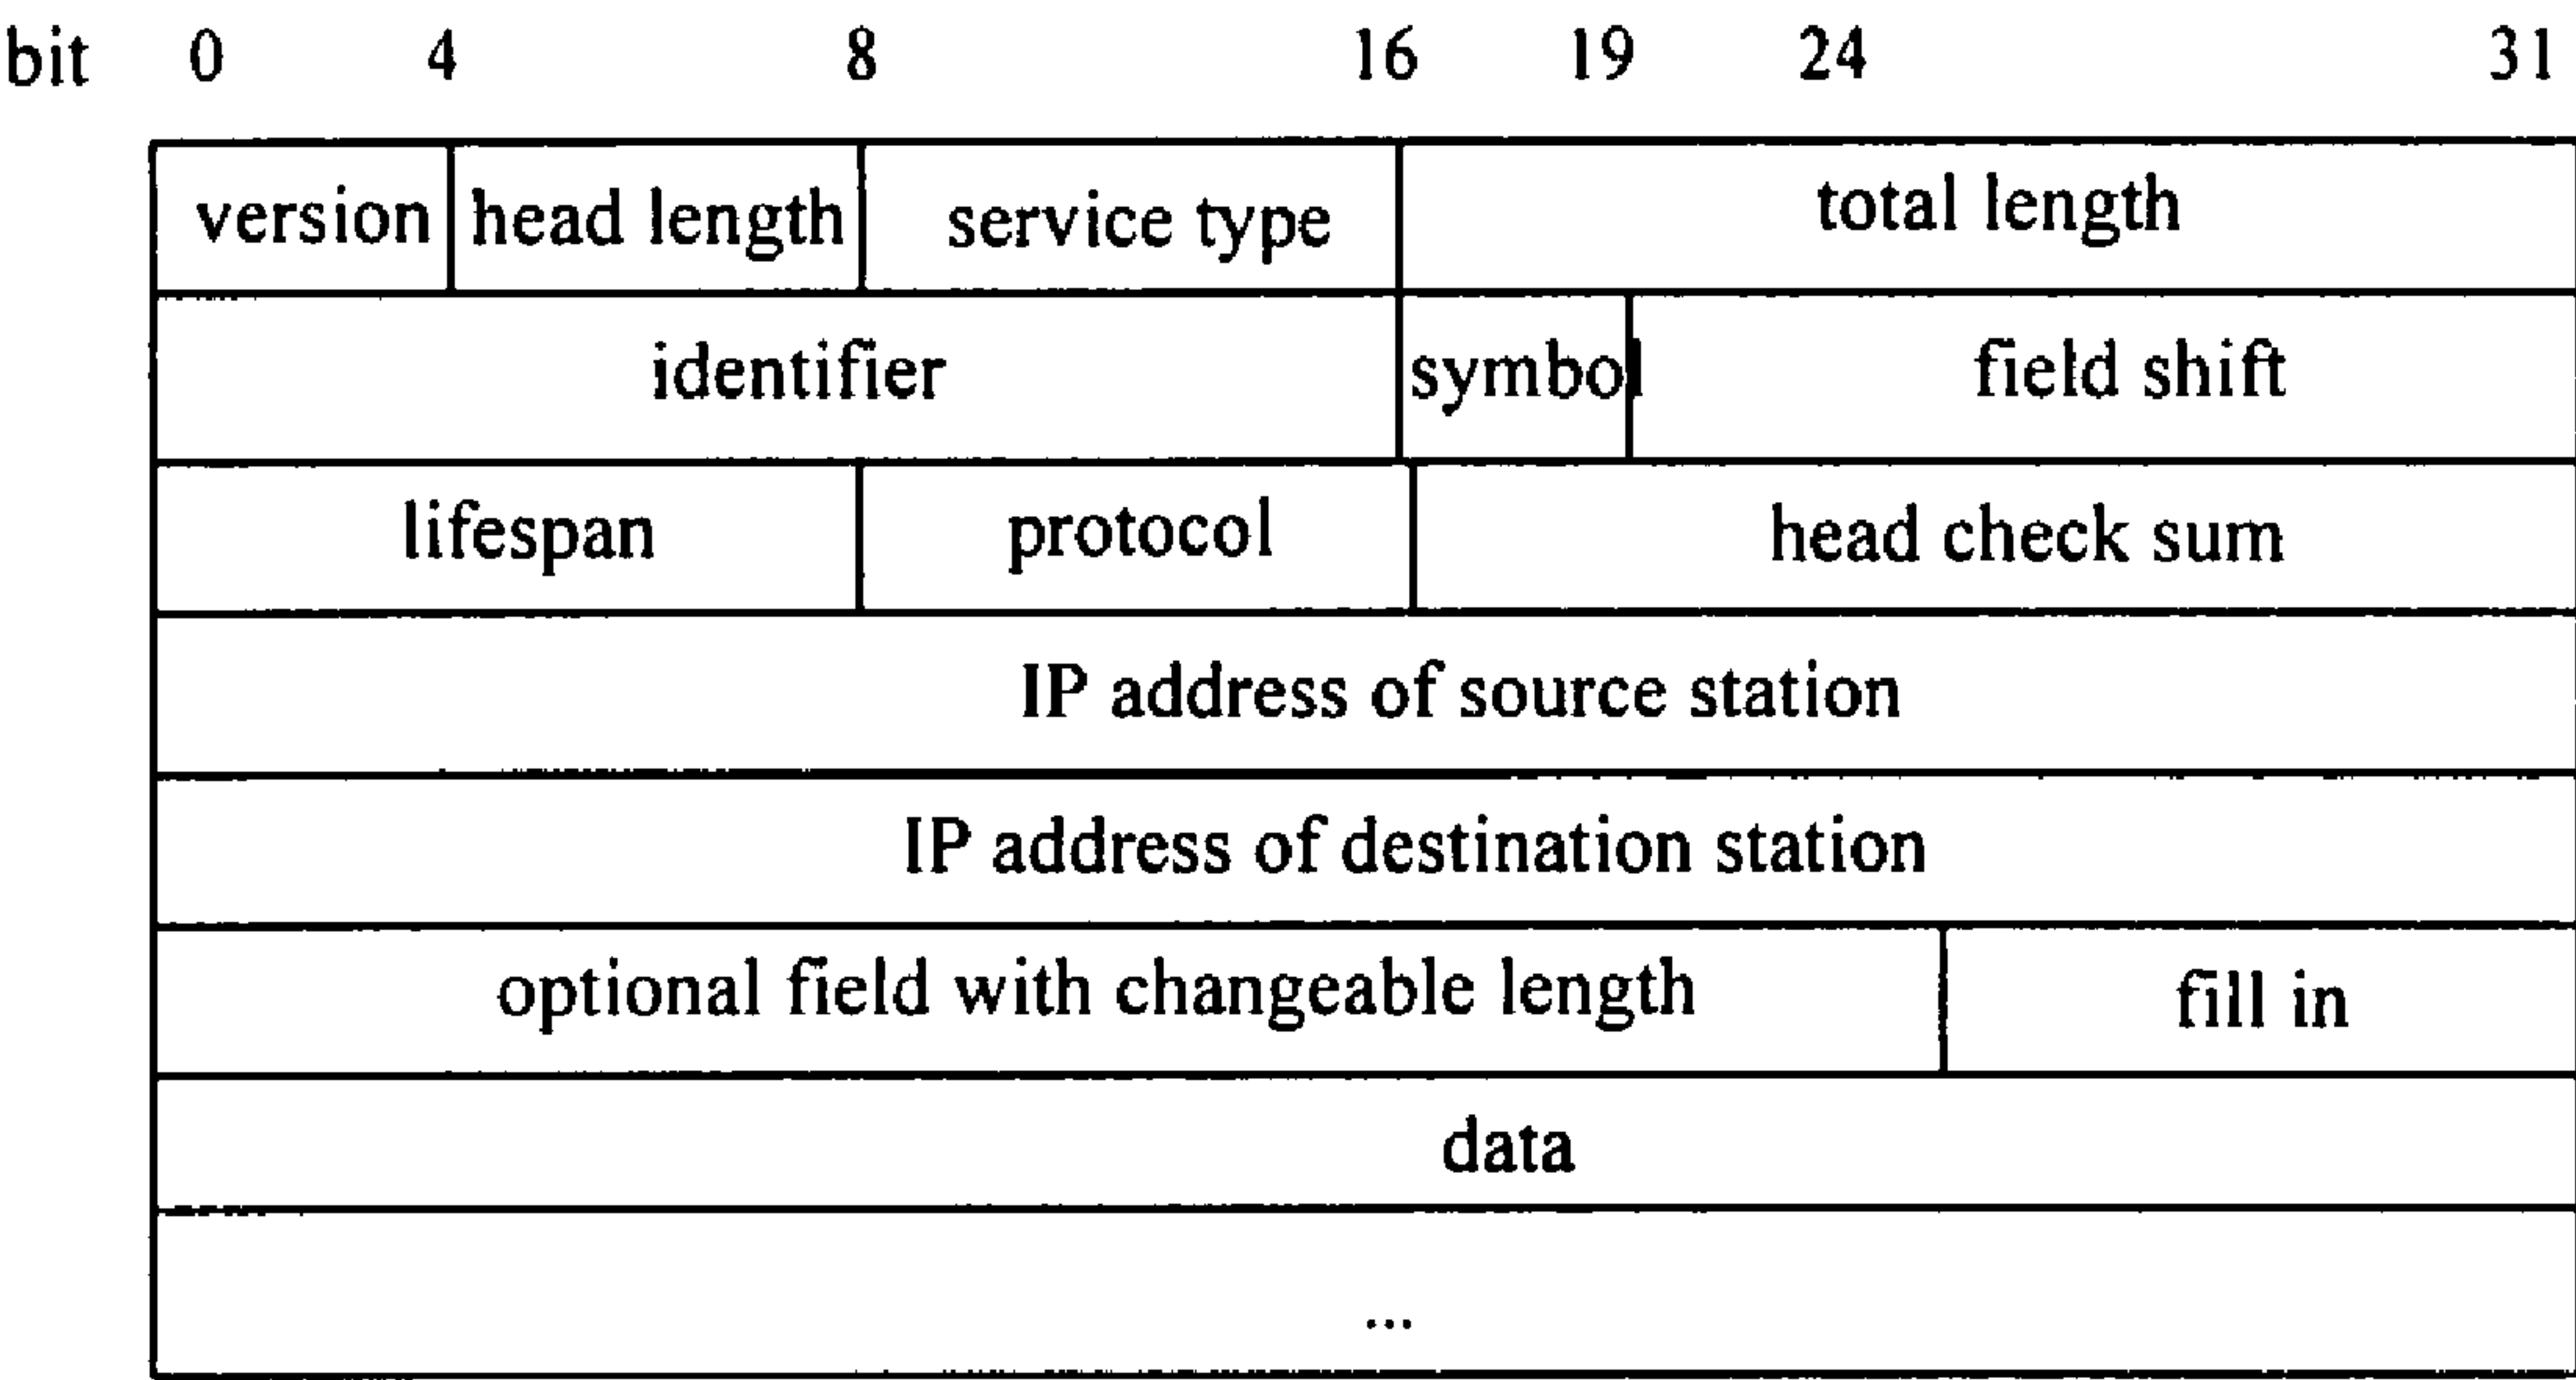 bit 0 4 8 16 19 24 31
version head length service type total length
identifier symbol field shift
lifespan protocol head check sum
IP address of source station
IP address of destination station
optional field with changeable length fill in
data
...